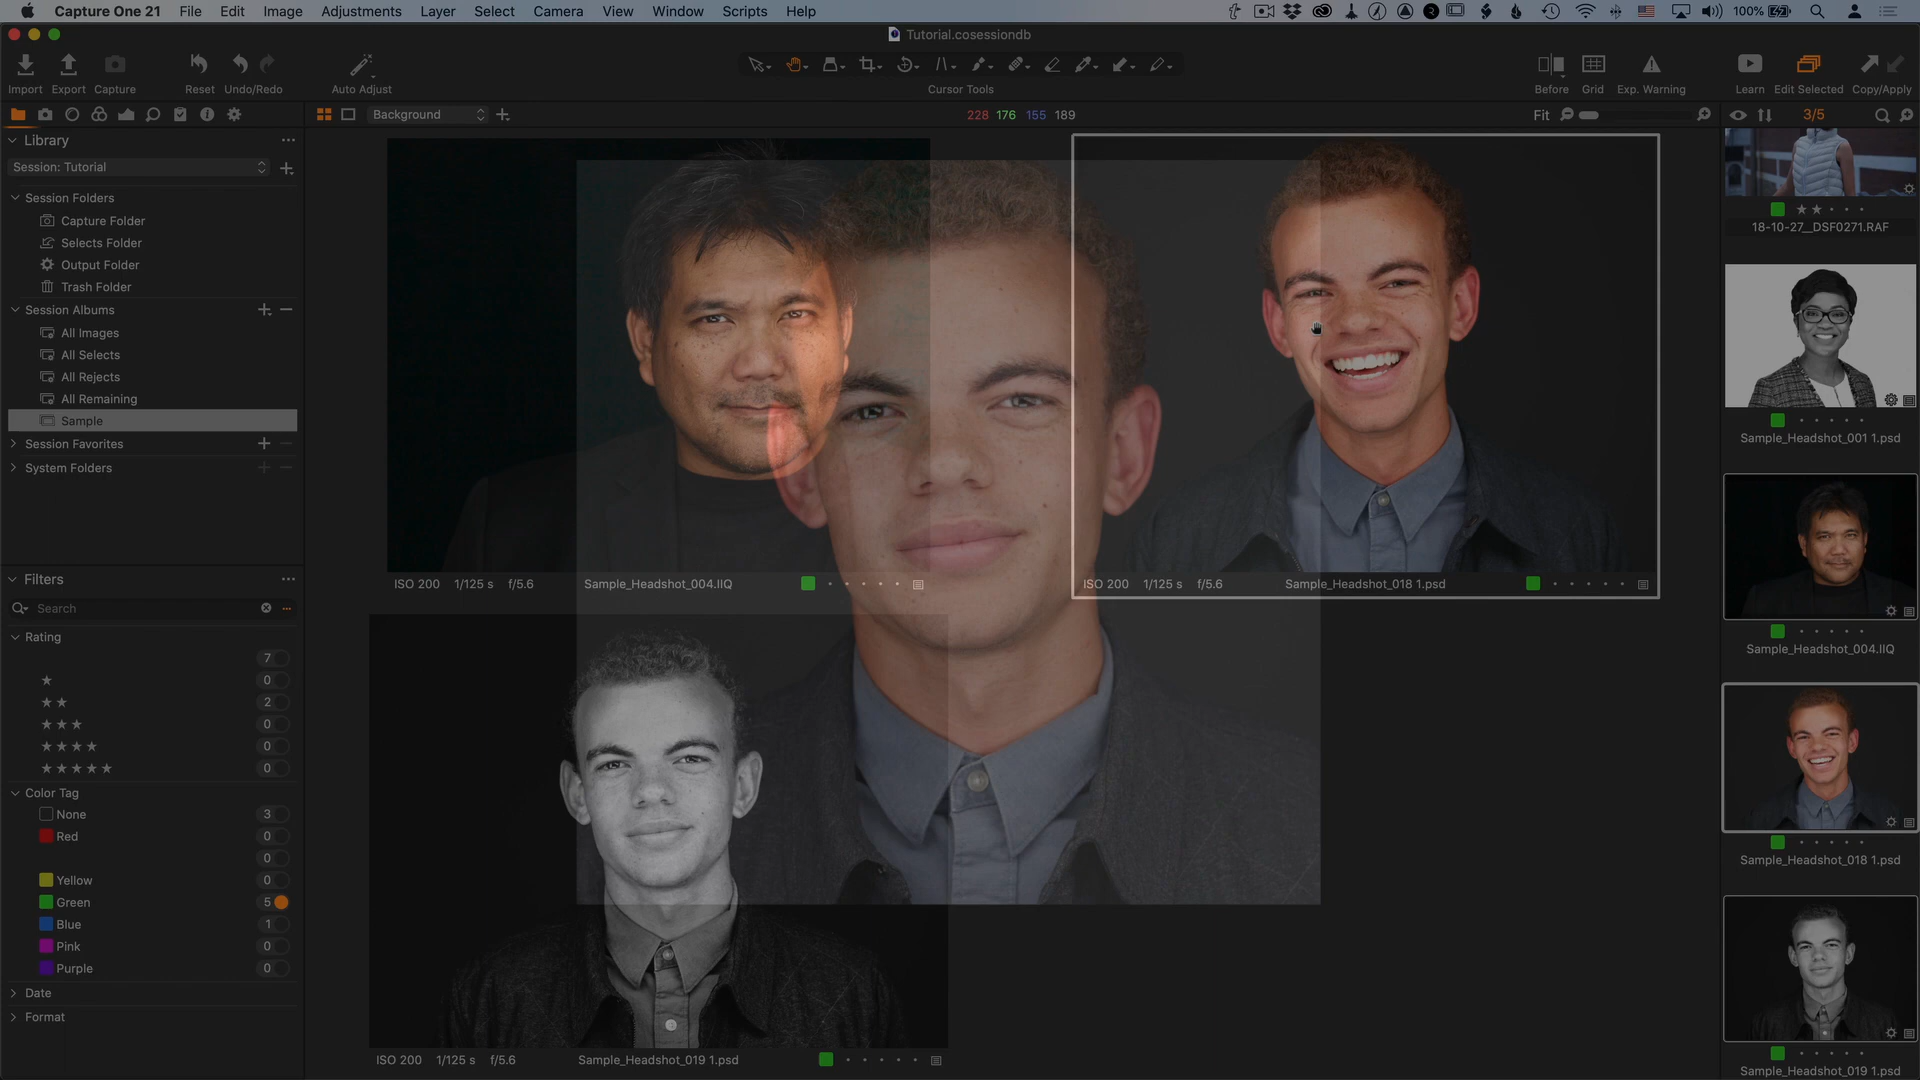 Capture One 21 File Edit Image Adjustments Layer Select Camera View Window Scripts Help
100%
Tutorial.cosessiondb
Import Export Capture Reset Undo/Redo Auto Adjust Cursor Tools Before Grid Exp. Warning Learn Edit Selected Copy/Apply
Background
228 176 155 189
Fit
3/5
Library
Session: Tutorial
Session Folders
Capture Folder
Selects Folder
Output Folder
Trash Folder
Session Albums
All Images
All Selects
All Rejects
All Remaining
Sample
Session Favorites
System Folders
Filters
Search
Rating
7
0
2
0
0
0
Color Tag
None 3
Red 0
0
Yellow 0
Green 5
Blue 1
Pink 0
Purple 0
Date
Format
ISO 200 1/125 s f/5.6 Sample_Headshot_004.IIQ
ISO 200 1/125 s f/5.6 Sample_Headshot_018 1.psd
ISO 200 1/125 s f/5.6 Sample_Headshot_019 1.psd
18-10-27__DSF0271.RAF
Sample_Headshot_001 1.psd
Sample_Headshot_004.IIQ
Sample_Headshot_018 1.psd
Sample_Headshot_019 1.psd